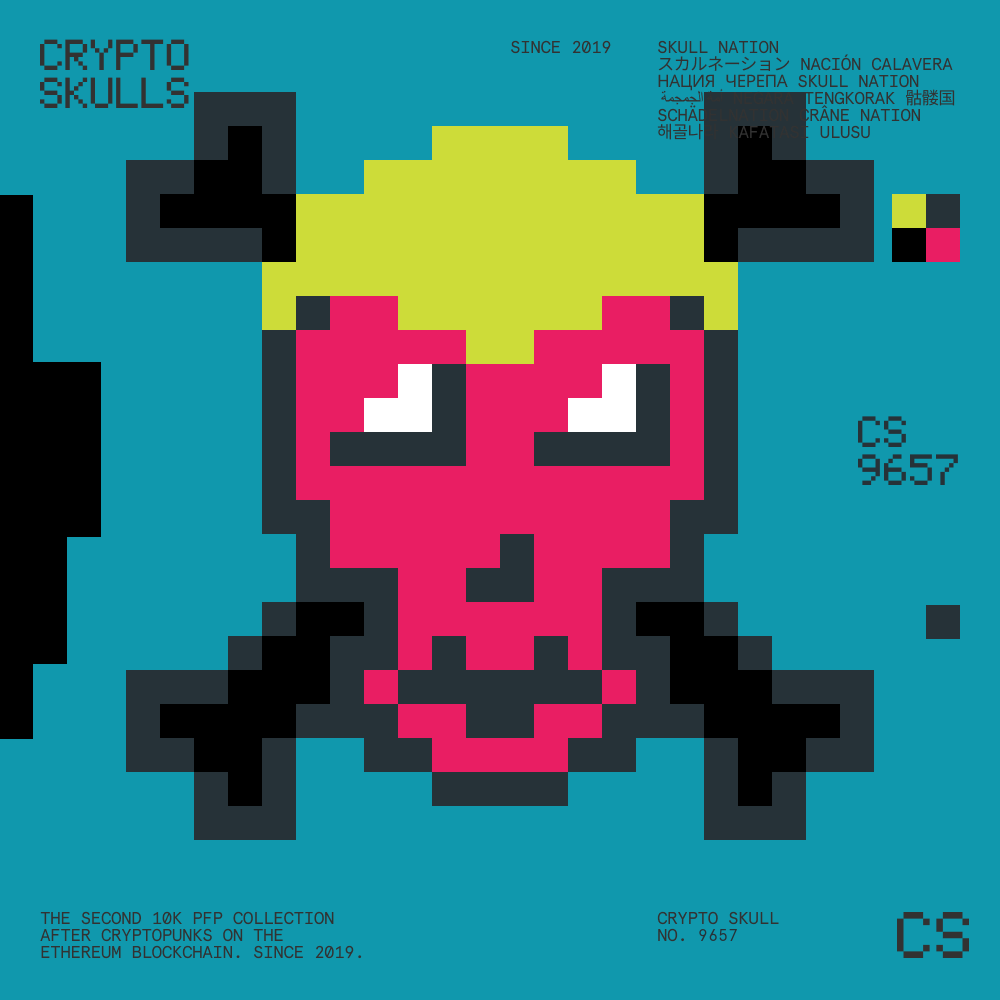 CRYPTO
SKULLS
SINCE 2019
SKULL NATION
スカルネーション NACIÓN CALAVERA
НАЦИЯ ЧЕРЕПА SKULL NATION
TENGKORAK 骷髅国
CRÂNE NATION
ULUSU
CS
9657
THE SECOND 10K PFP COLLECTION
AFTER CRYPTOPUNKS ON THE
ETHEREUM BLOCKCHAIN. SINCE 2019.
CRYPTO SKULL
NO. 9657
CS